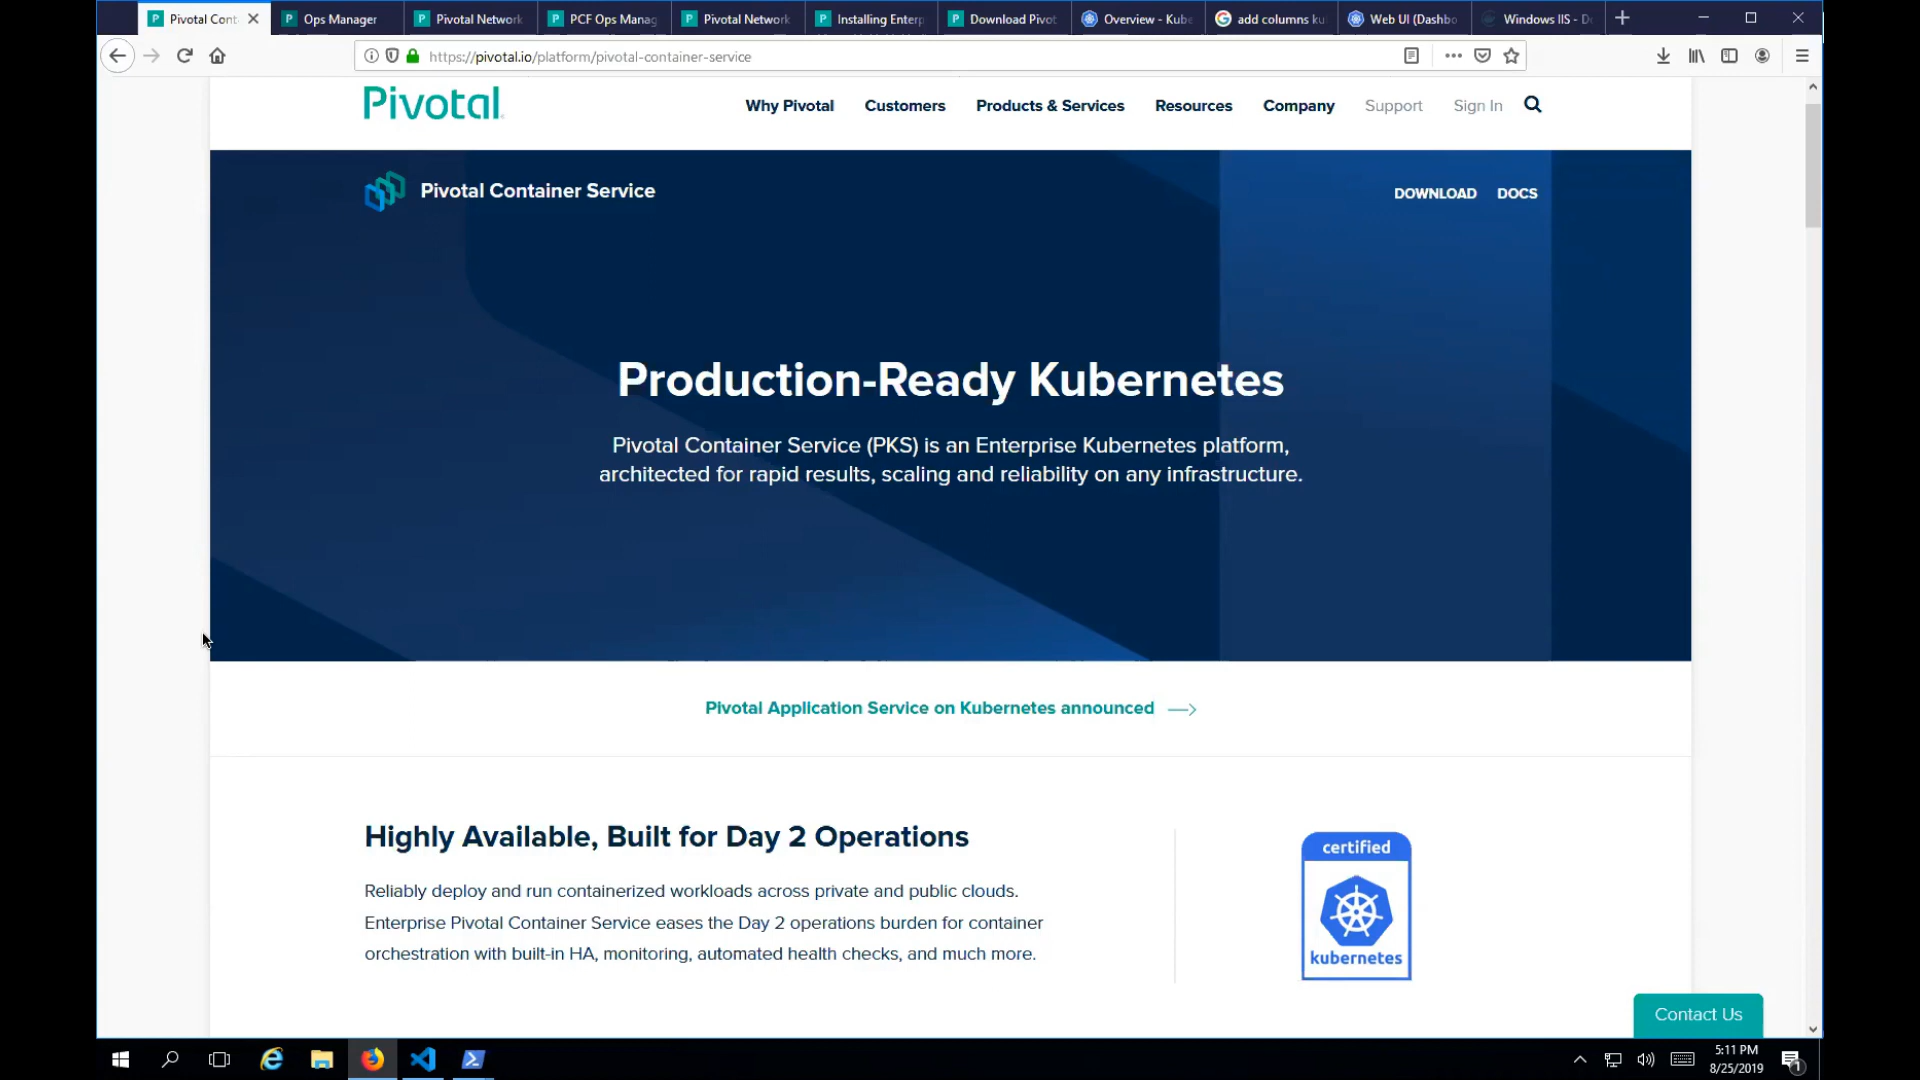 Pivotal Cont
Ops Manager
Pivotal Network
PCF Ops Manag
Pivotal Network
Installing Enterp
Download Pivot
Overview - Kube
add columns ku
Web UI (Dashbo
Windows IIS - Do
https://pivotal.io/platform/pivotal-container-service
Pivotal
Why Pivotal
Customers
Products & Services
Resources
Company
Support
Sign In
Pivotal Container Service
DOWNLOAD
DOCS
Production-Ready Kubernetes
Pivotal Container Service (PKS) is an Enterprise Kubernetes platform,
architected for rapid results, scaling and reliability on any infrastructure.
Pivotal Application Service on Kubernetes announced
Highly Available, Built for Day 2 Operations
Reliably deploy and run containerized workloads across private and public clouds.
Enterprise Pivotal Container Service eases the Day 2 operations burden for container
orchestration with built-in HA, monitoring, automated health checks, and much more.
certified
kubernetes
Contact Us
5:11 PM
8/25/2019
1